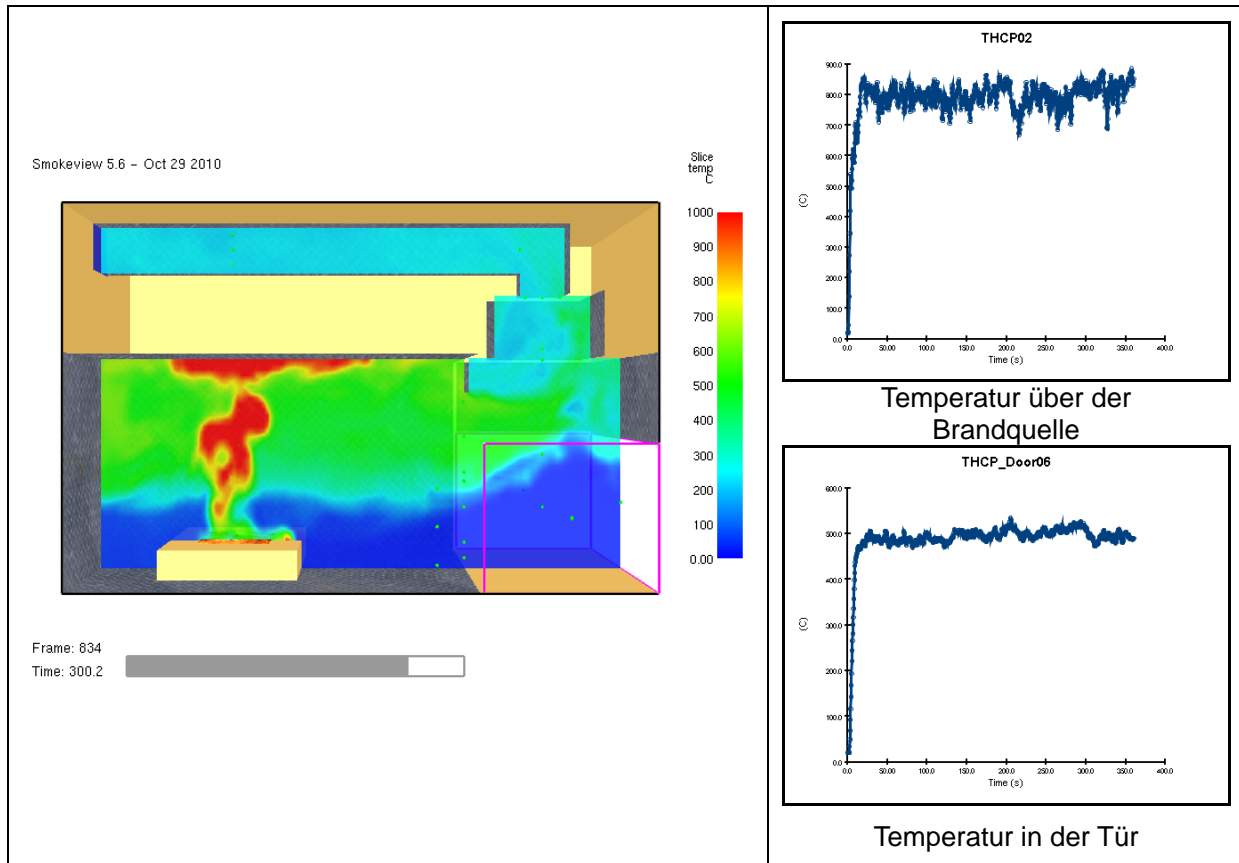 Smokeview 5.6 – Oct 29 2010
Slice
temp
C
1000
900
800
700
600
500
400
300
200
100
0.00
Frame: 834
Time: 300.2
THCP02
900.0
800.0
700.0
600.0
500.0
400.0
300.0
200.0
100.0
0.0
(C)
0.0 50.00 100.0 150.0 200.0 250.0 300.0 350.0 400.0
Time (s)
Temperatur über der
Brandquelle
THCP_Door06
600.0
500.0
400.0
300.0
200.0
100.0
0.0
(C)
0.0 50.00 100.0 150.0 200.0 250.0 300.0 350.0 400.0
Time (s)
Temperatur in der Tür